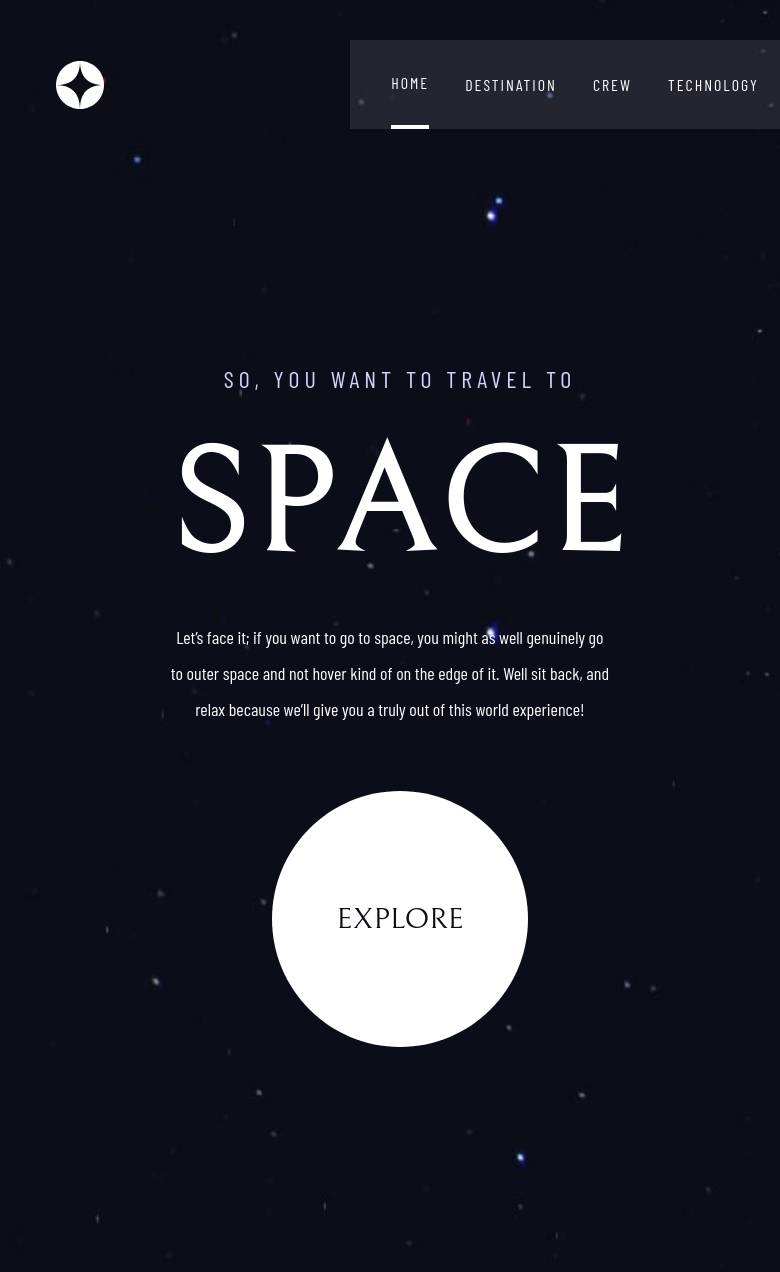 HOME DESTINATION CREW TECHNOLOGY
SO, YOU WANT TO TRAVEL TO
SPACE
Let’s face it; if you want to go to space, you might as well genuinely go
to outer space and not hover kind of on the edge of it. Well sit back, and
relax because we’ll give you a truly out of this world experience!
EXPLORE